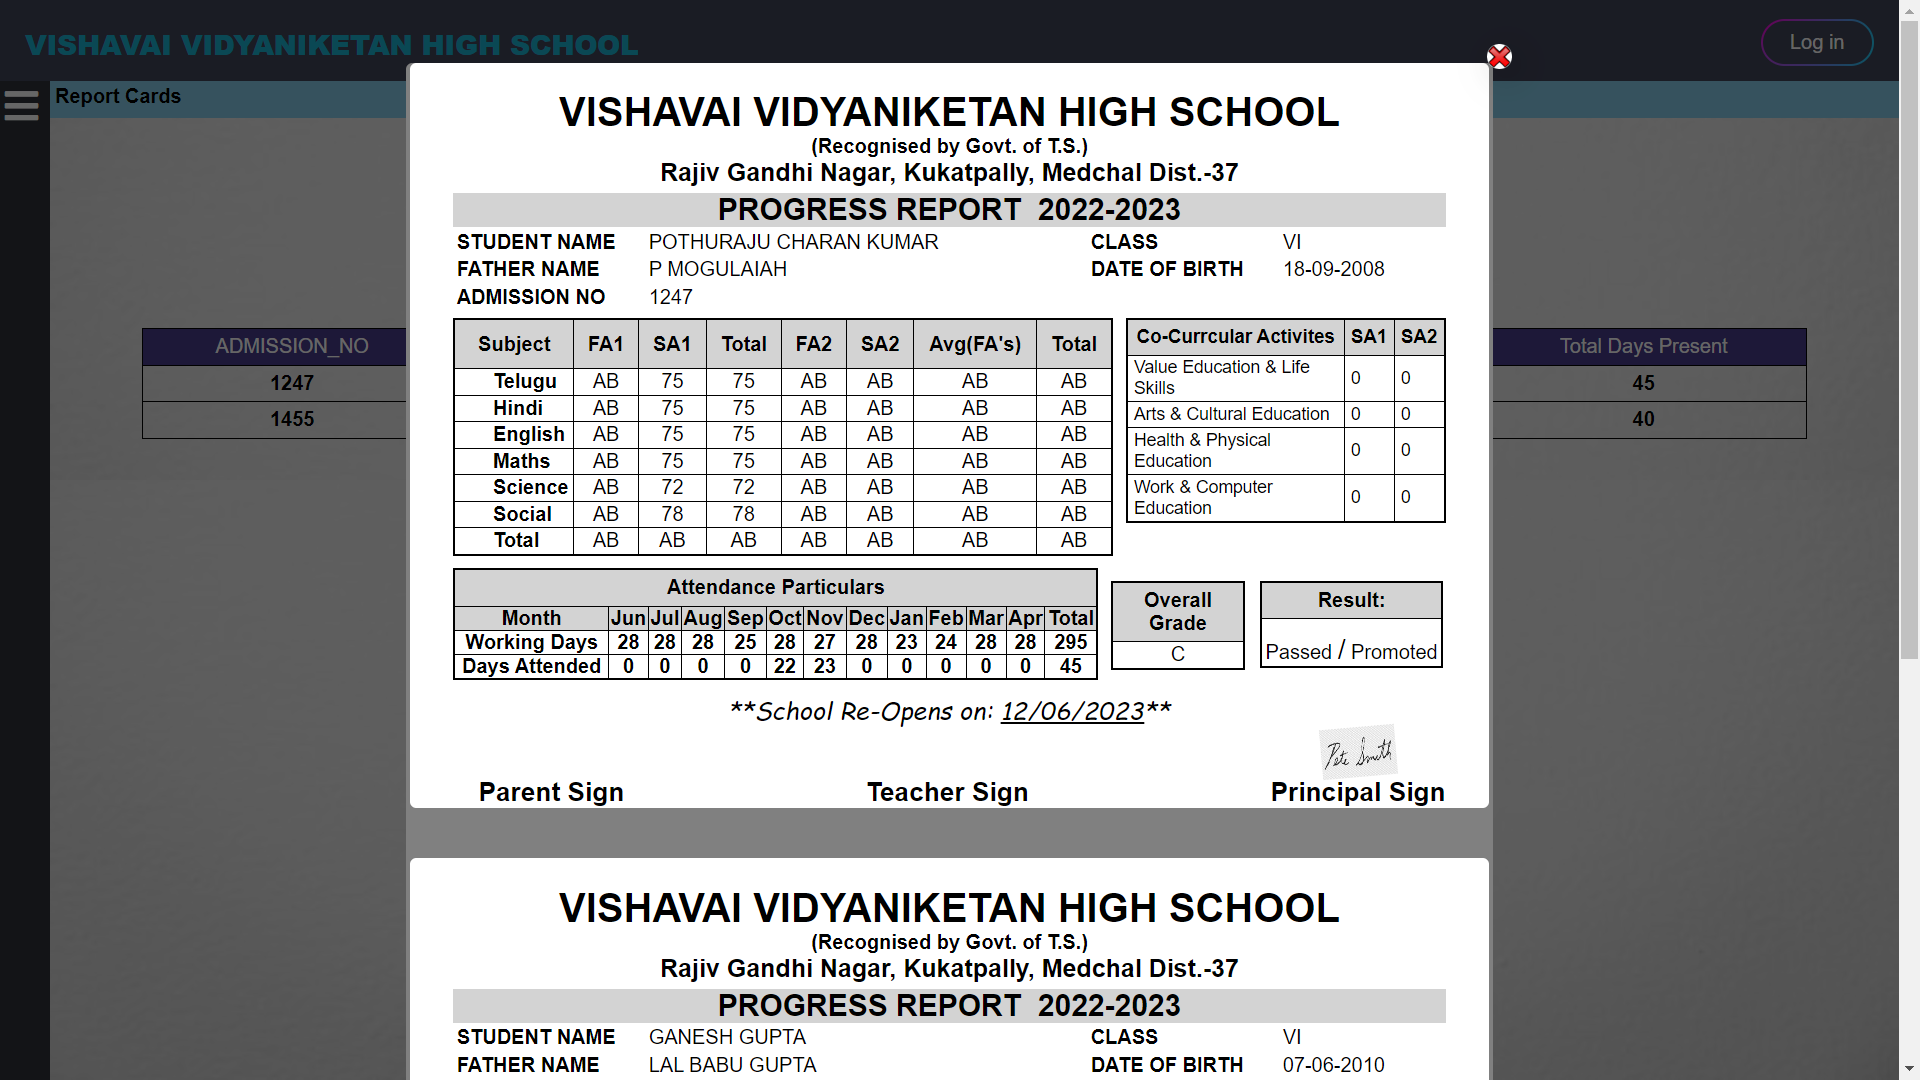 VISHAVAI VIDYANIKETAN HIGH SCHOOL
Log in
Report Cards
ADMISSION_NO
1247
1455
Total Days Present
45
40
VISHAVAI VIDYANIKETAN HIGH SCHOOL
(Recognised by Govt. of T.S.)
Rajiv Gandhi Nagar, Kukatpally, Medchal Dist.-37
PROGRESS REPORT 2022-2023
STUDENT NAME POTHURAJU CHARAN KUMAR CLASS VI
FATHER NAME P MOGULAIAH DATE OF BIRTH 18-09-2008
ADMISSION NO 1247
Subject FA1 SA1 Total FA2 SA2 Avg(FA's) Total
Telugu AB 75 75 AB AB AB AB
Hindi AB 75 75 AB AB AB AB
English AB 75 75 AB AB AB AB
Maths AB 75 75 AB AB AB AB
Science AB 72 72 AB AB AB AB
Social AB 78 78 AB AB AB AB
Total AB AB AB AB AB AB AB
Co-Currcular Activites SA1 SA2
Value Education & Life
Skills 0 0
Arts & Cultural Education 0 0
Health & Physical
Education 0 0
Work & Computer
Education 0 0
Attendance Particulars
Month Jun Jul Aug Sep Oct Nov Dec Jan Feb Mar Apr Total
Working Days 28 28 28 25 28 27 28 23 24 28 28 295
Days Attended 0 0 0 0 22 23 0 0 0 0 0 45
Overall
Grade
C
Result:
Passed / Promoted
**School Re-Opens on: 12/06/2023**
Pete Smith
Parent Sign Teacher Sign Principal Sign
VISHAVAI VIDYANIKETAN HIGH SCHOOL
(Recognised by Govt. of T.S.)
Rajiv Gandhi Nagar, Kukatpally, Medchal Dist.-37
PROGRESS REPORT 2022-2023
STUDENT NAME GANESH GUPTA CLASS VI
FATHER NAME LAL BABU GUPTA DATE OF BIRTH 07-06-2010